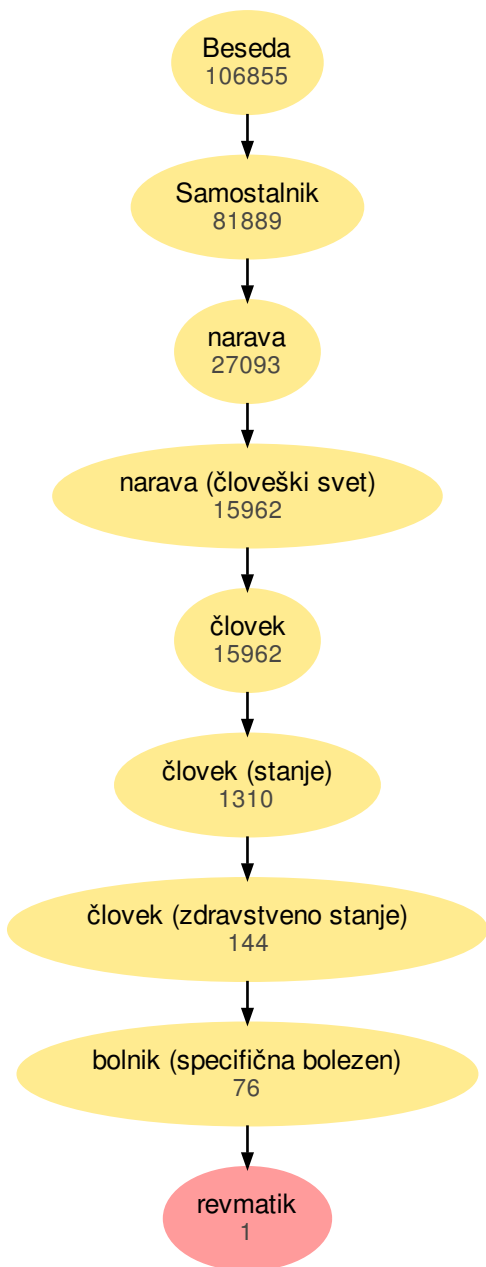 Beseda
106855
Samostalnik
81889
narava
27093
narava (človeški svet)
15962
človek
15962
človek (stanje)
1310
človek (zdravstveno stanje)
144
bolnik (specifična bolezen)
76
revmatik
1